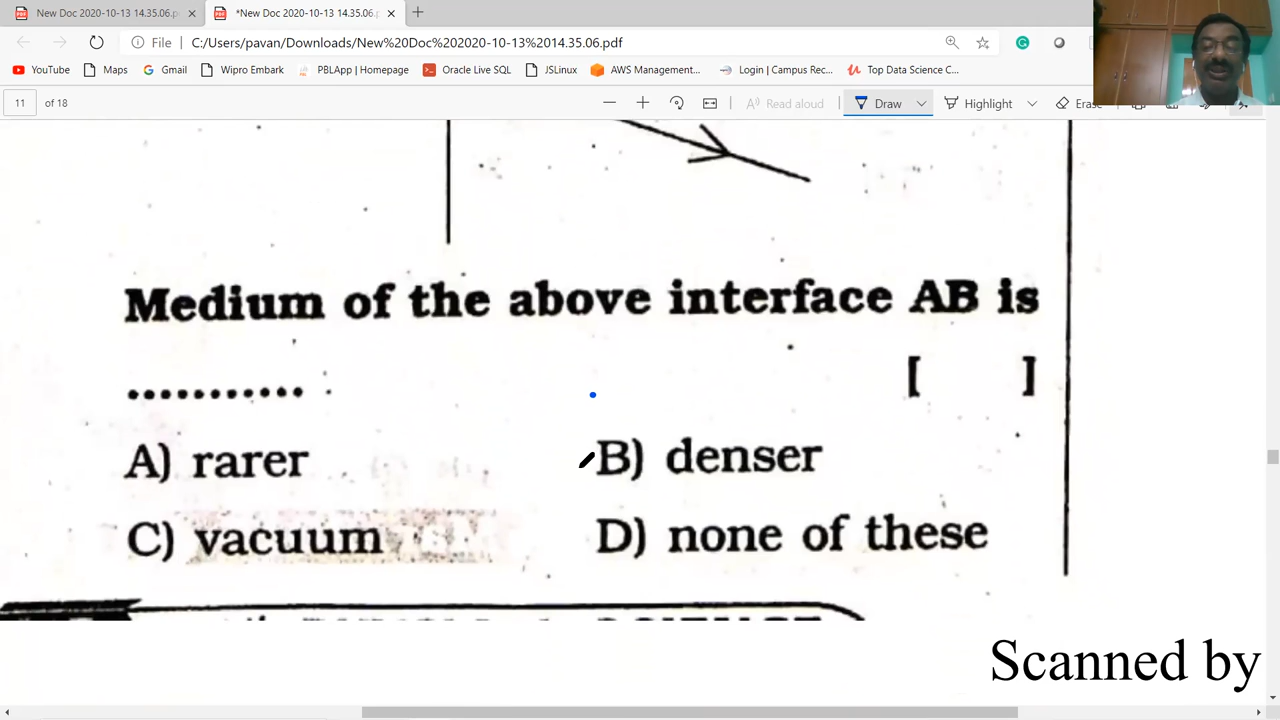 New Doc 2020-10-13 14.35.06.p
*New Doc 2020-10-13 14.35.06.p
File C:/Users/pavan/Downloads/New%20Doc%202020-10-13%2014.35.06.pdf
YouTube Maps Gmail Wipro Embark PBLApp | Homepage Oracle Live SQL JSLinux AWS Management... Login | Campus Rec... Top Data Science C...
11 of 18 Read aloud Draw Highlight Erase
Medium of the above interface AB is
........... [ ]
A) rarer B) denser
C) vacuum D) none of these
Scanned by